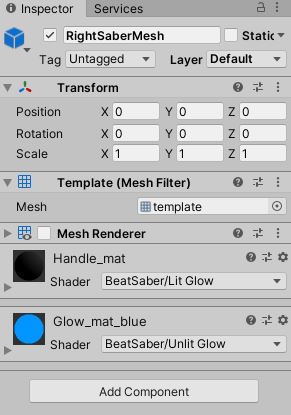 Inspector Services
RightSaberMesh Static
Tag Untagged Layer Default
Transform
Position X 0 Y 0 Z 0
Rotation X 0 Y 0 Z 0
Scale X 1 Y 1 Z 1
Template (Mesh Filter)
Mesh template
Mesh Renderer
Handle_mat
Shader BeatSaber/Lit Glow
Glow_mat_blue
Shader BeatSaber/Unlit Glow
Add Component